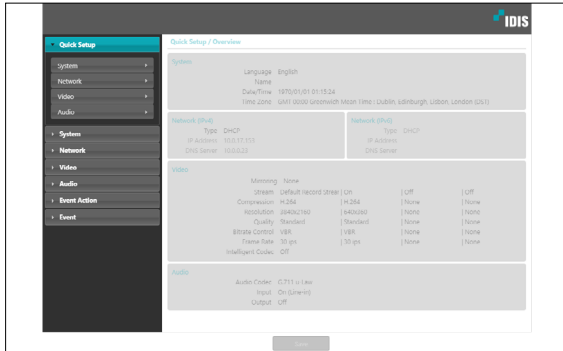 IDIS
Quick Setup
System
Network
Video
Audio
System
Network
Video
Audio
Event Action
Event
Quick Setup / Overview
System
Language English
Name
Date/Time 1970/01/01 01:15:24
Time Zone GMT 00:00 Greenwich Mean Time : Dublin, Edinburgh, Lisbon, London (DST)
Network (IPv4)
Type DHCP
IP Address
DNS Server
Network (IPv6)
Type DHCP
IP Address
DNS Server
Video
Mirroring None
Stream Default Record Stream | On | Off | Off
Compression H.264 | H.264 | None | None
Resolution 3840x2160 | 640x360 | None | None
Quality Standard | Standard | None | None
Bitrate Control VBR | VBR | None | None
Frame Rate 30 ips | 30 ips | None | None
Intelligent Codec Off
Audio
Audio Codec G.711 u-Law
Input On (Line-in)
Output Off
Save